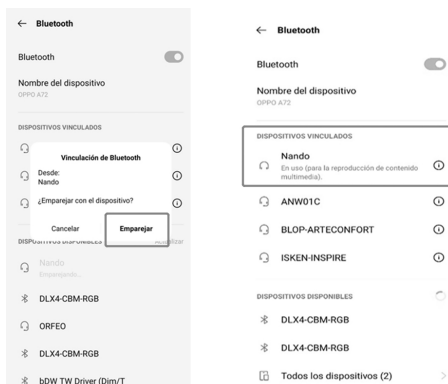 ← Bluetooth
Bluetooth
Nombre del dispositivo
OPPO A72
DISPOSITIVOS VINCULADOS
Vinculación de Bluetooth
Desde:
Nando
¿Emparejar con el dispositivo?
Cancelar Emparejar
DISPOSITIVOS DISPONIBLES Actualizar
Nando
Emparejando...
DLX4-CBM-RGB
ORFEO
DLX4-CBM-RGB
bDW TW Driver (Dim/T
← Bluetooth
Bluetooth
Nombre del dispositivo
OPPO A72
DISPOSITIVOS VINCULADOS
Nando
En uso (para la reproducción de contenido
multimedia).
ANW01C
BLOP-ARTECONFORT
ISKEN-INSPIRE
DISPOSITIVOS DISPONIBLES
DLX4-CBM-RGB
DLX4-CBM-RGB
Todos los dispositivos (2)